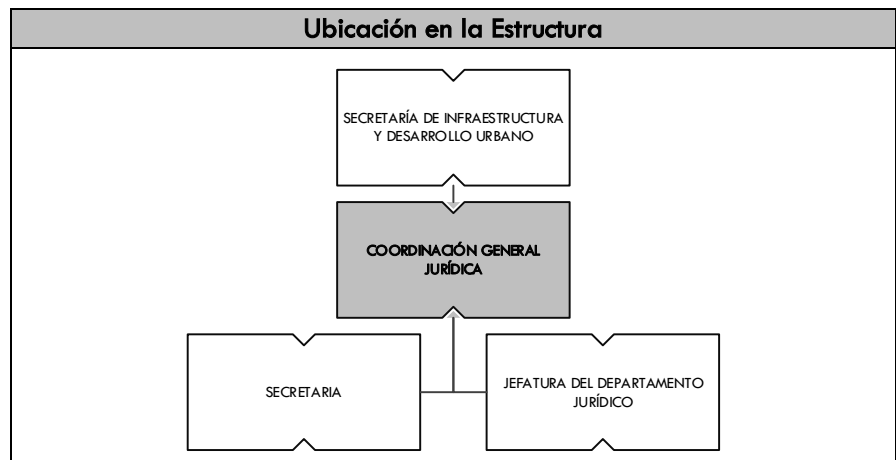 Ubicación en la Estructura
SECRETARÍA DE INFRAESTRUCTURA
Y DESARROLLO URBANO
COORDINACIÓN GENERAL
JURÍDICA
SECRETARIA
JEFATURA DEL DEPARTAMENTO
JURÍDICO